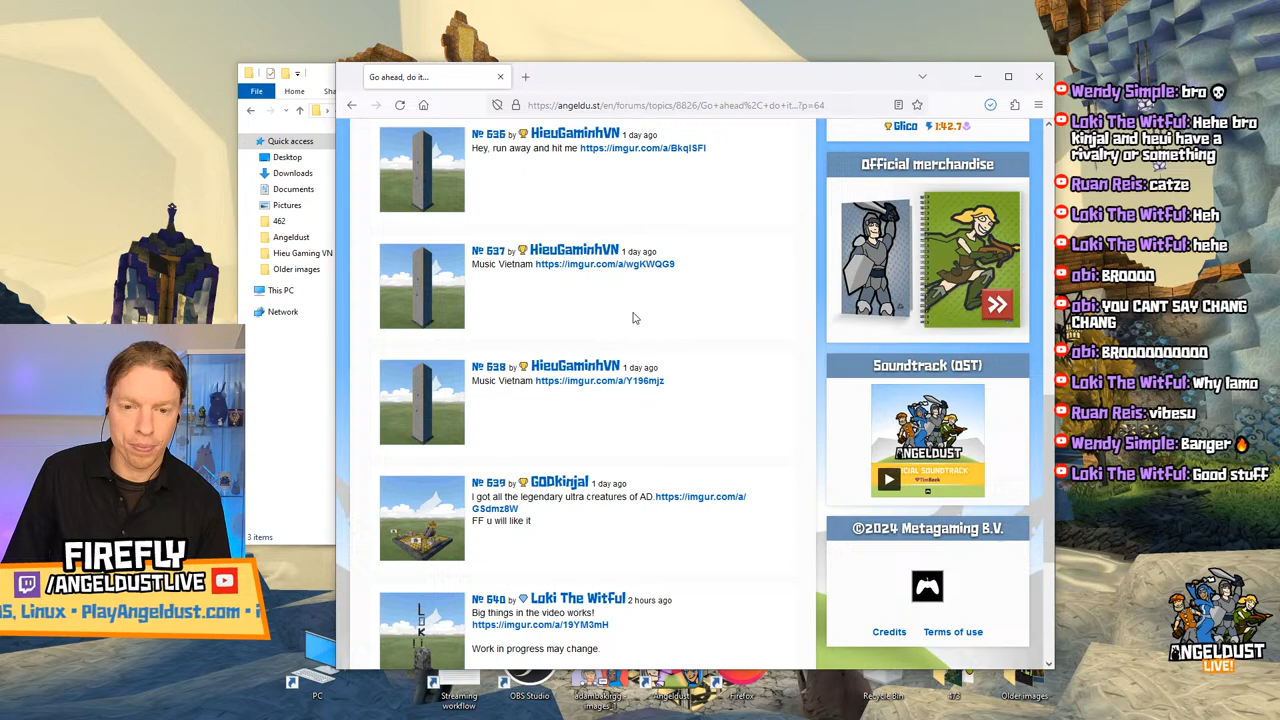 File
Home
Sha
Quick access
Desktop
Downloads
Documents
Pictures
462
Angeldust
Hieu Gaming VN
Older images
This PC
Network
3 items
Go ahead, do it...
https://angeldu.st/en/forums/topics/8826/Go+ahead%2C+do+it...?p=64
№ 636 by HieuGaminhVN 1 day ago
Hey, run away and hit me https://imgur.com/a/BkqISFI
№ 637 by HieuGaminhVN 1 day ago
Music Vietnam https://imgur.com/a/wgKWQG9
№ 638 by HieuGaminhVN 1 day ago
Music Vietnam https://imgur.com/a/Y196mjz
№ 639 by GODkinjal 1 day ago
I got all the legendary ultra creatures of AD.https://imgur.com/a/
GSdmz8W
FF u will like it
№ 640 by Loki The Witful 2 hours ago
Big things in the video works!
https://imgur.com/a/19YM3mH
Work in progress may change.
LOKI
Glico 1:42.7
Official merchandise
Soundtrack (OST)
ANGELDUST
OFFICIAL SOUNDTRACK
©2024 Metagaming B.V.
Credits
Terms of use
Wendy Simple: bro
Loki The Witful: Hehe bro
kinjal and heui have a
rivalry or something
Ruan Reis: catze
Loki The Witful: Heh
Loki The Witful: hehe
obi: BROOOO
obi: YOU CANT SAY CHANG
CHANG
obi: BROOOOOOOOOO
Loki The Witful: Why lamo
Ruan Reis: vibesu
Wendy Simple: Banger
Loki The Witful: Good stuff
FIREFLY
/ANGELDUSTLIVE
S, Linux • PlayAngeldust.com •
ANGELDUST
LIVE!
PC
Streaming
workflow
OBS Studio
adambakirgg_
images_1
Angeldust
Firefox
Recycle Bin
473
Older images